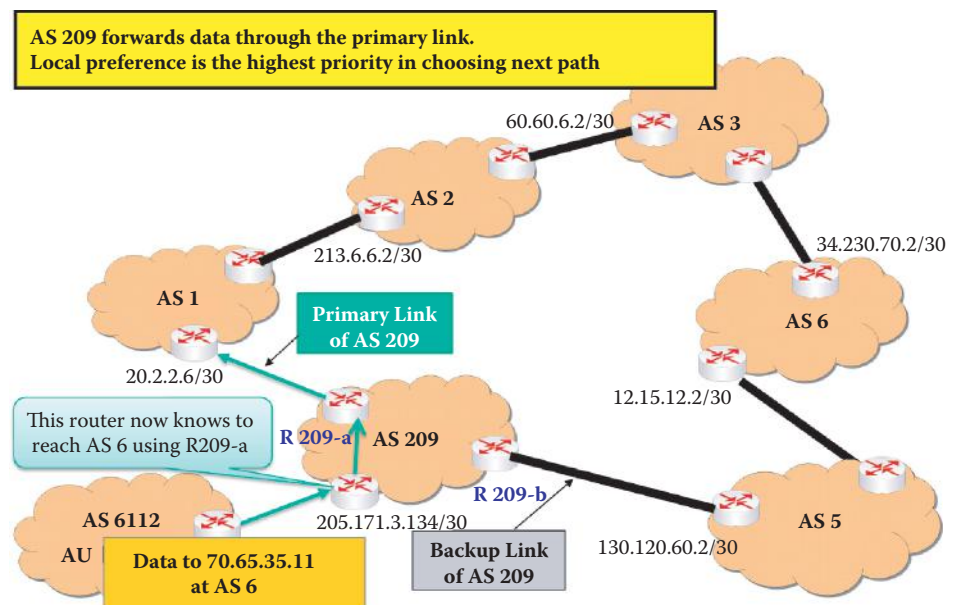 AS 209 forwards data through the primary link.
Local preference is the highest priority in choosing next path
60.60.6.2/30
AS 3
AS 2
213.6.6.2/30
34.230.70.2/30
AS 1
Primary Link
of AS 209
AS 6
20.2.2.6/30
12.15.12.2/30
This router now knows to
reach AS 6 using R209-a
R 209-a
AS 209
R 209-b
AS 6112
AU
205.171.3.134/30
AS 5
Data to 70.65.35.11
at AS 6
Backup Link
of AS 209
130.120.60.2/30